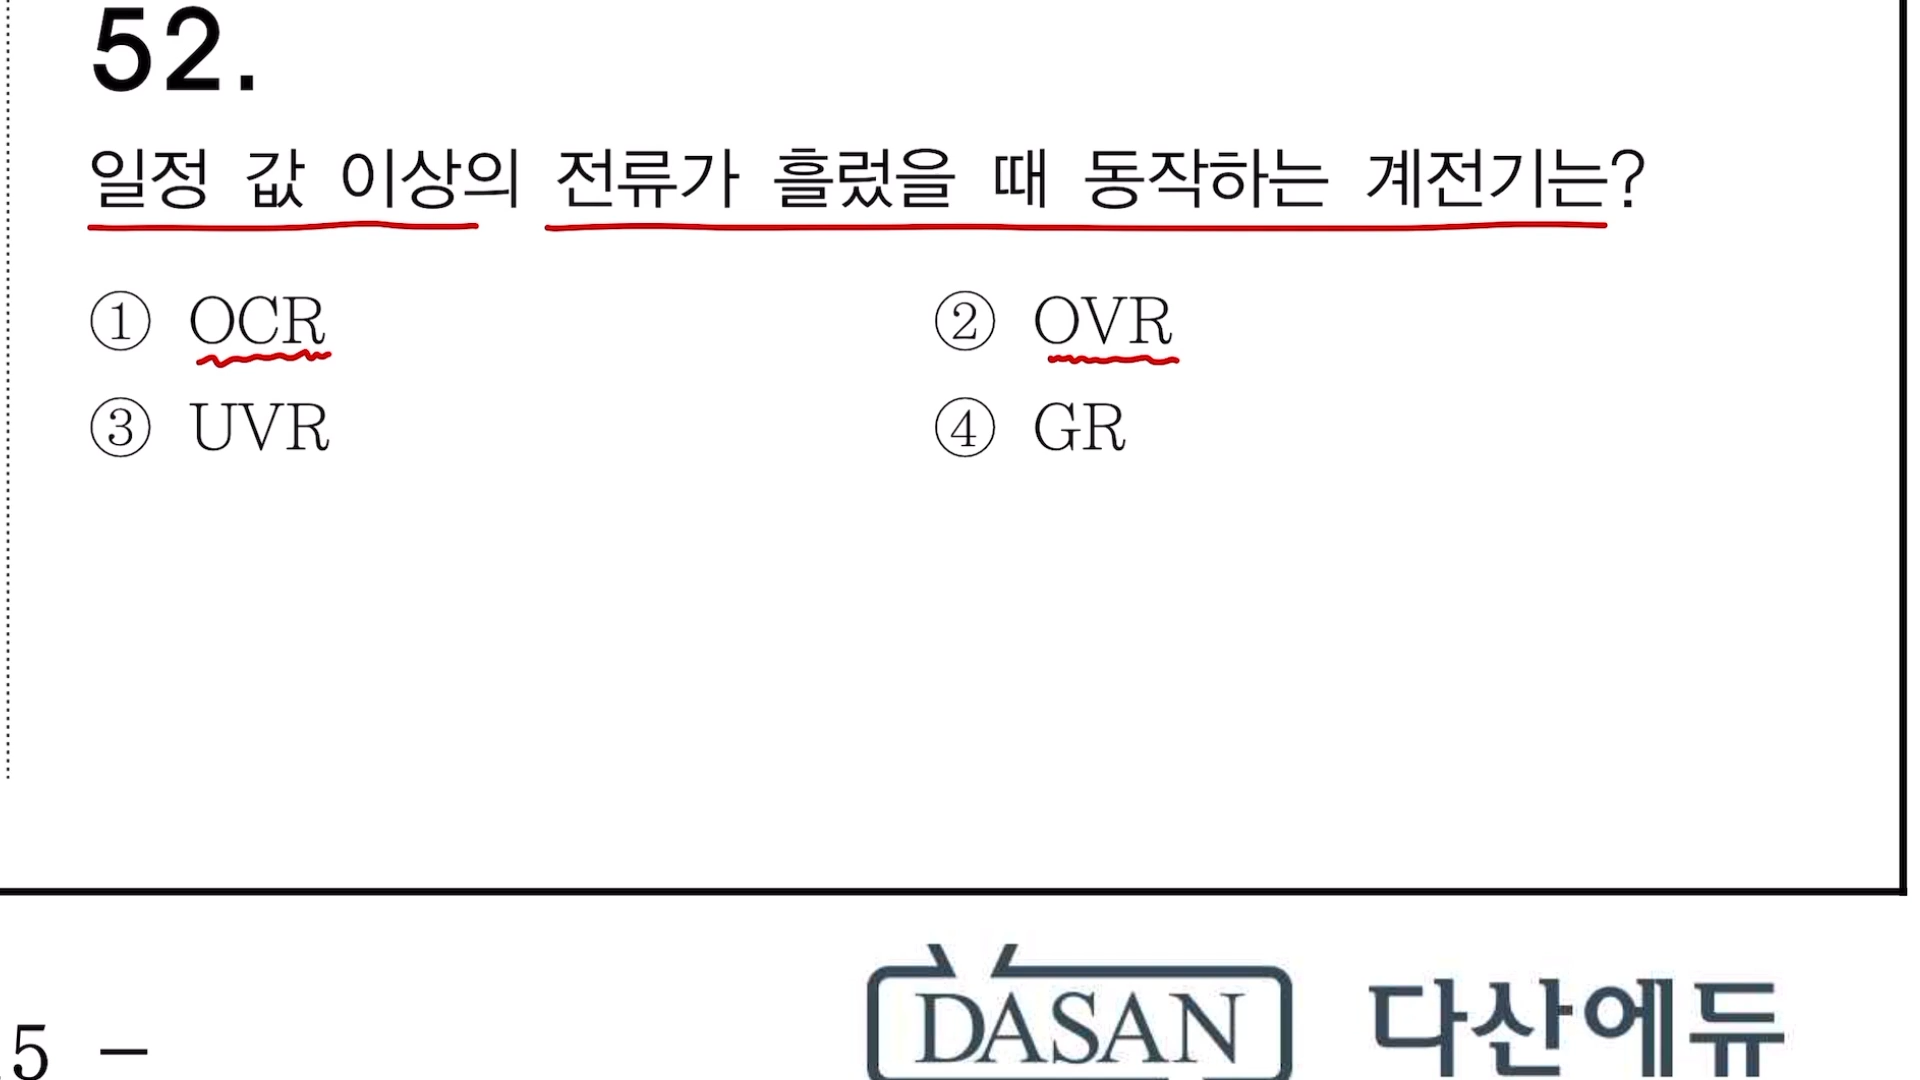 52.
일정 값 이상의 전류가 흘렀을 때 동작하는 계전기는?
① OCR ② OVR
③ UVR ④ GR
5 －
DASAN 다산에듀